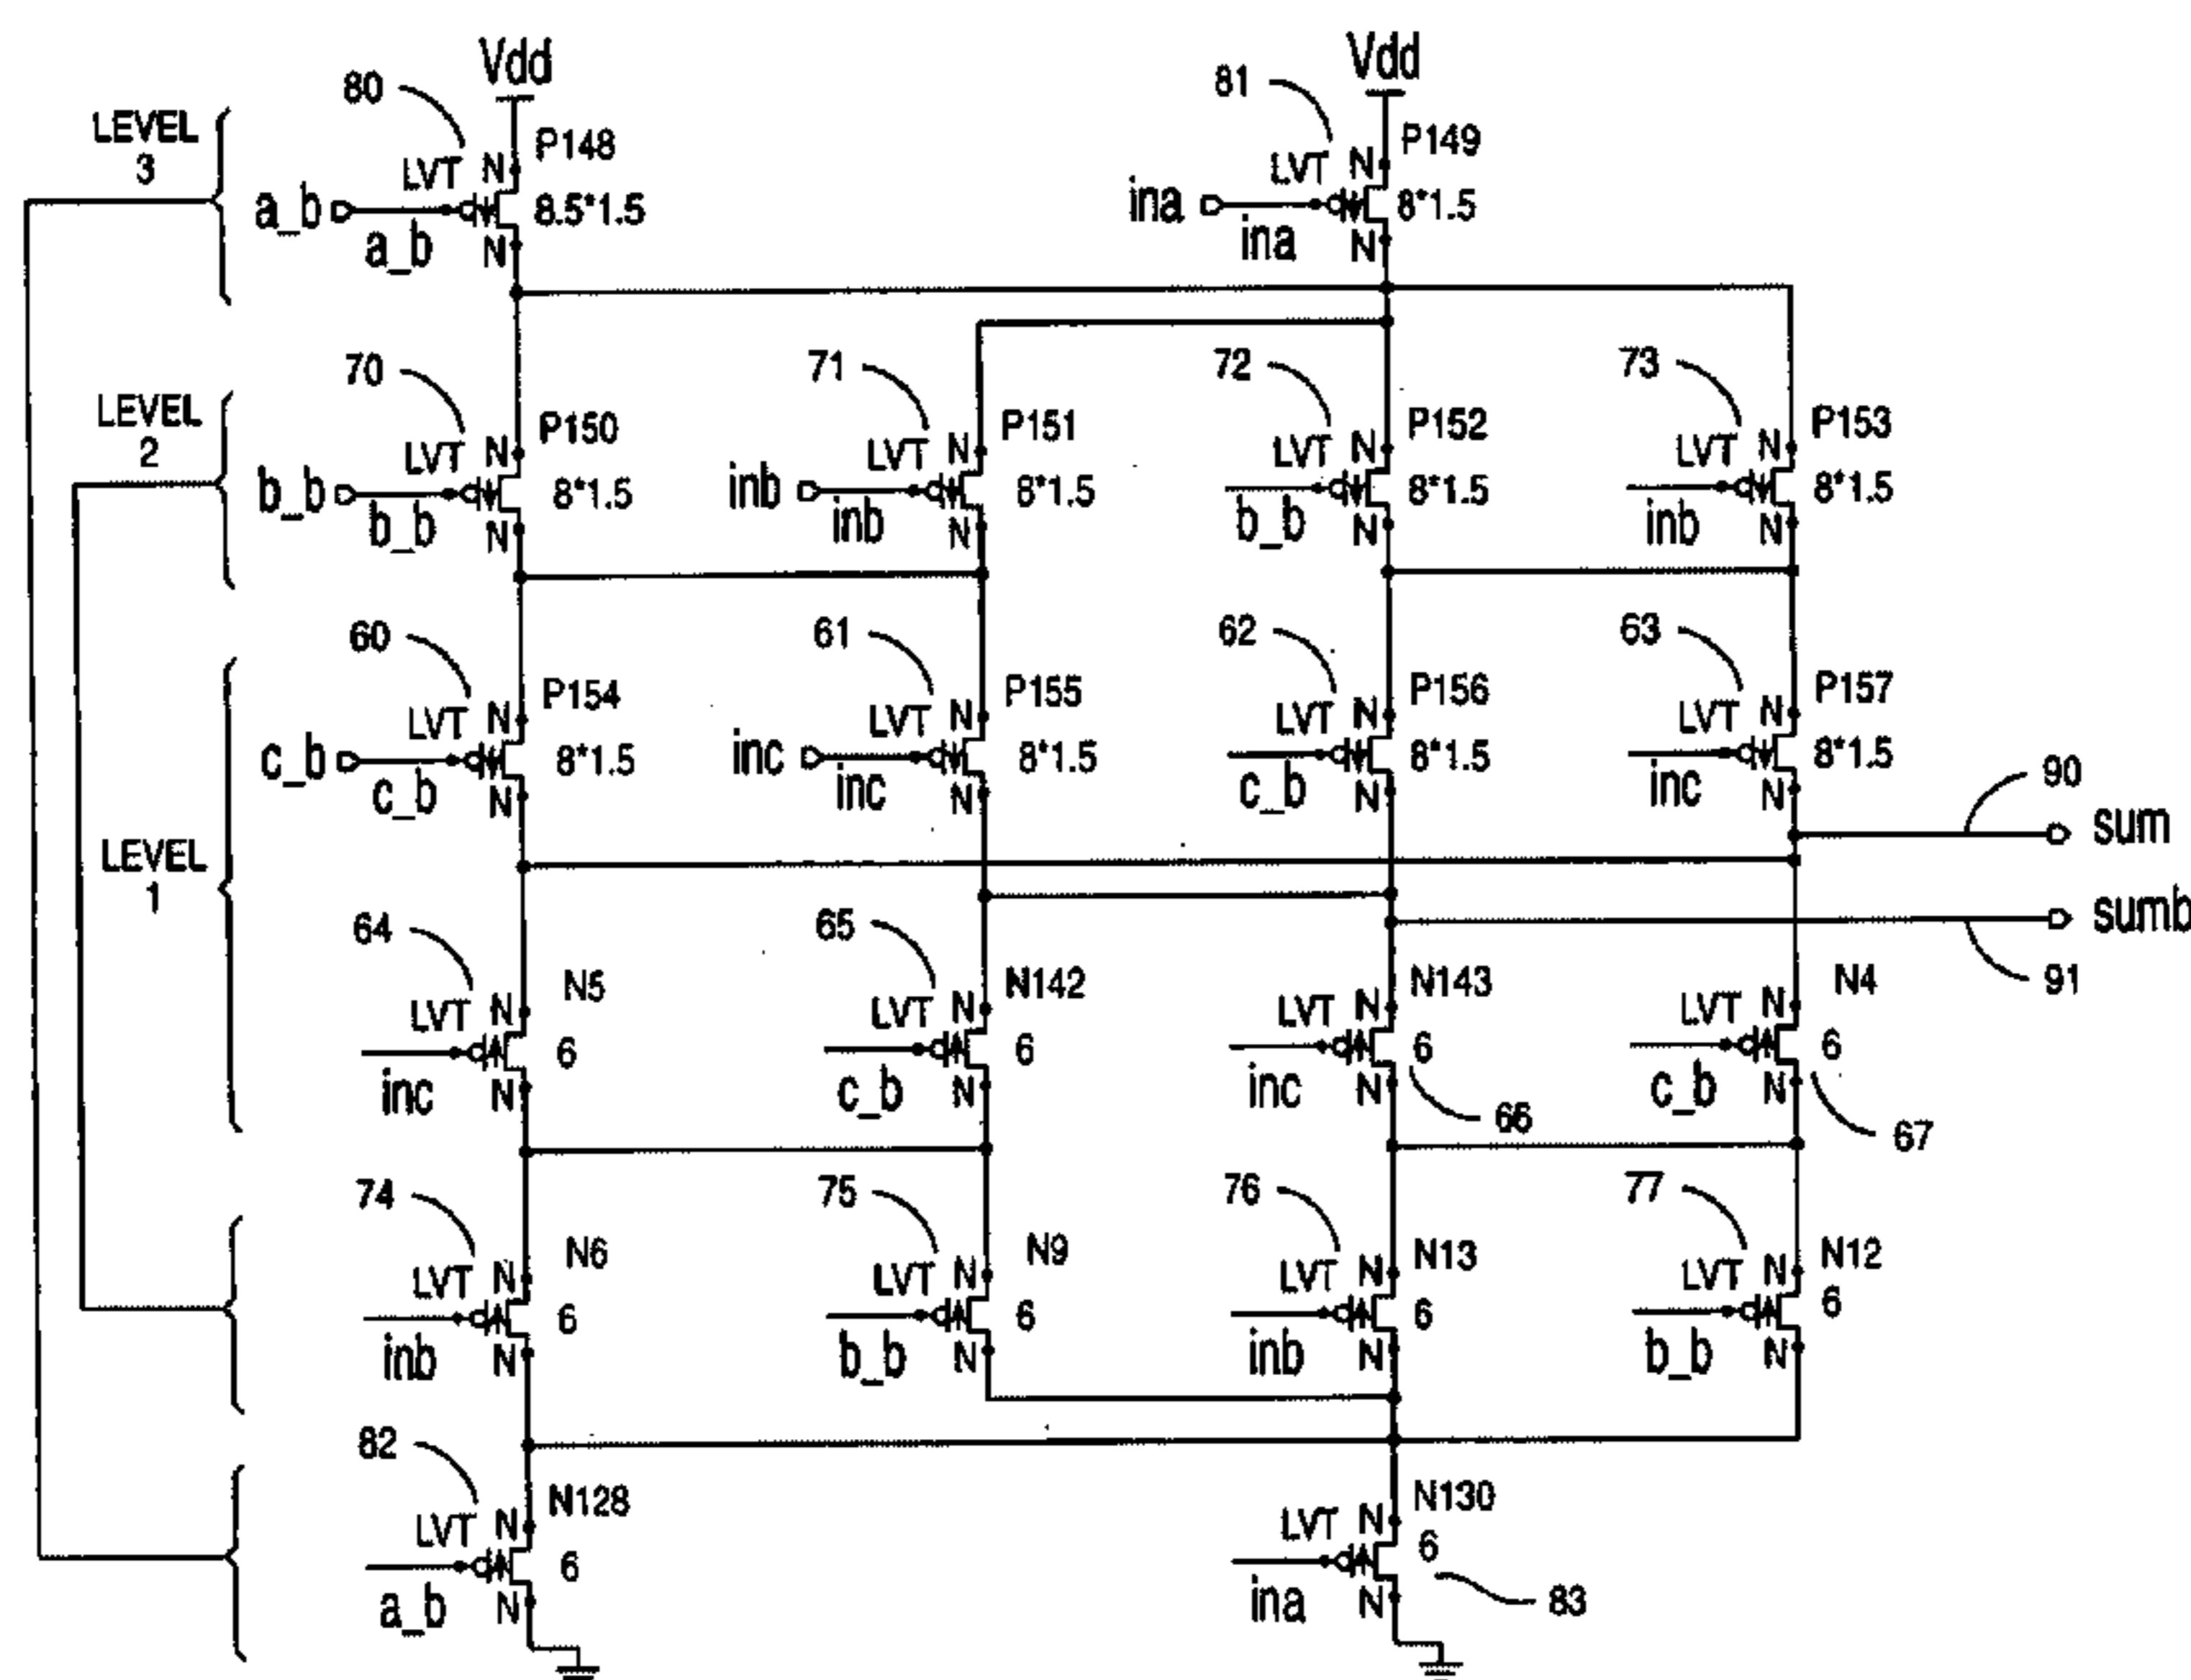 Vdd Vdd
80 81
LEVEL 3
LVT N P148
a_b a_b 8.5*1.5
N
LVT N P149
ina ina 8*1.5
N
70 71 72 73
LEVEL 2
LVT N P150
b_b b_b 8*1.5
N
LVT N P151
inb inb 8*1.5
N
LVT N P152
b_b 8*1.5
N
LVT N P153
inb 8*1.5
N
60 61 62 63
LVT N P154
c_b c_b 8*1.5
N
LVT N P155
inc inc 8*1.5
N
LVT N P156
c_b 8*1.5
N
LVT N P157
inc 8*1.5
N
90
sum
LEVEL 1
sumb
91
64 65
LVT N N5
inc 6
N
LVT N N142
c_b 6
N
LVT N N143
inc 6
N
66
LVT N N4
c_b 6
N
67
74 75 76 77
LVT N N6
inb 6
N
LVT N N9
b_b 6
N
LVT N N13
inb 6
N
LVT N N12
b_b 6
N
82
LVT N N128
a_b 6
N
LVT N N130
ina 6
N
83